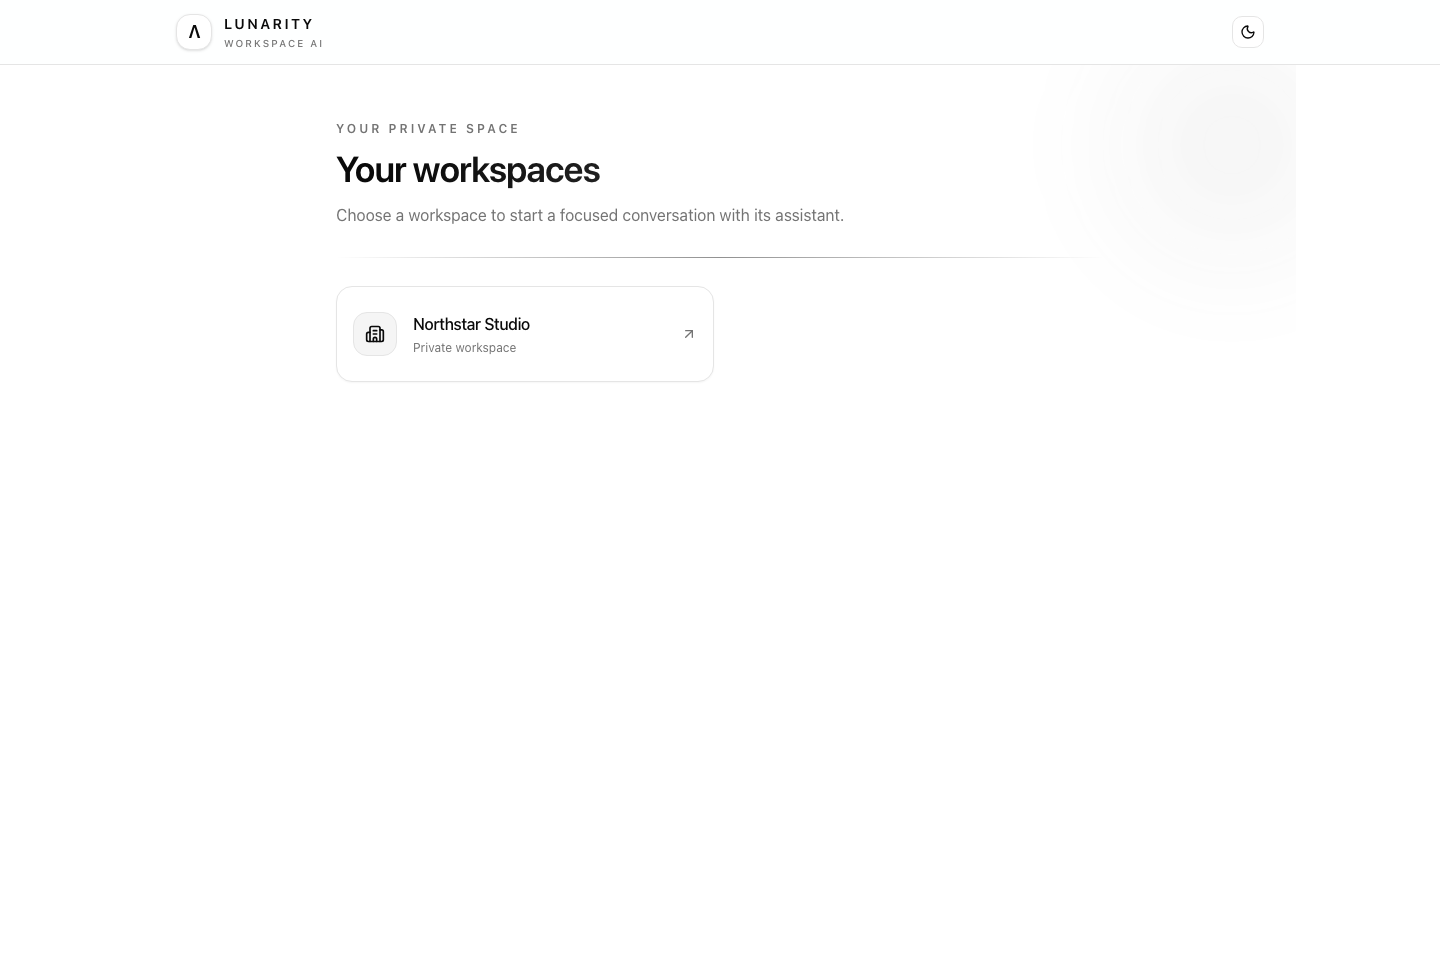 Λ
LUNARITY
WORKSPACE AI
YOUR PRIVATE SPACE
Your workspaces
Choose a workspace to start a focused conversation with its assistant.
Northstar Studio
Private workspace